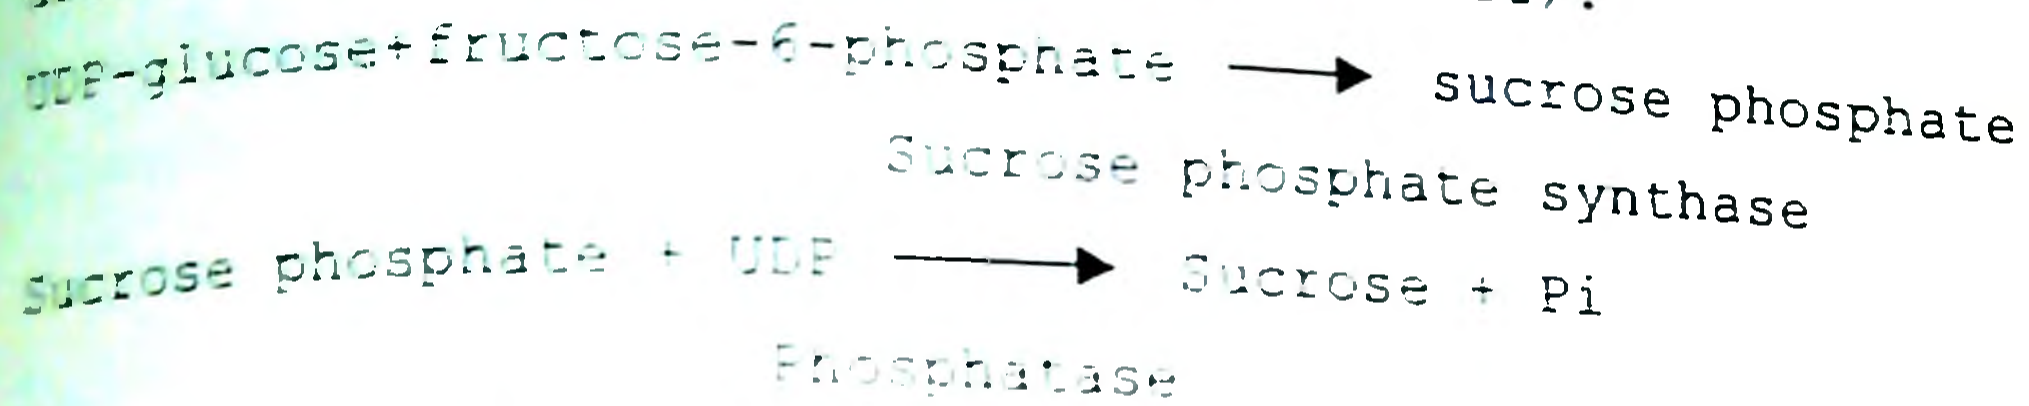 UDP-glucose+fructose-6-phosphate → sucrose phosphate
Sucrose phosphate synthase
Sucrose phosphate + UDP → Sucrose + Pi
Phosphatase